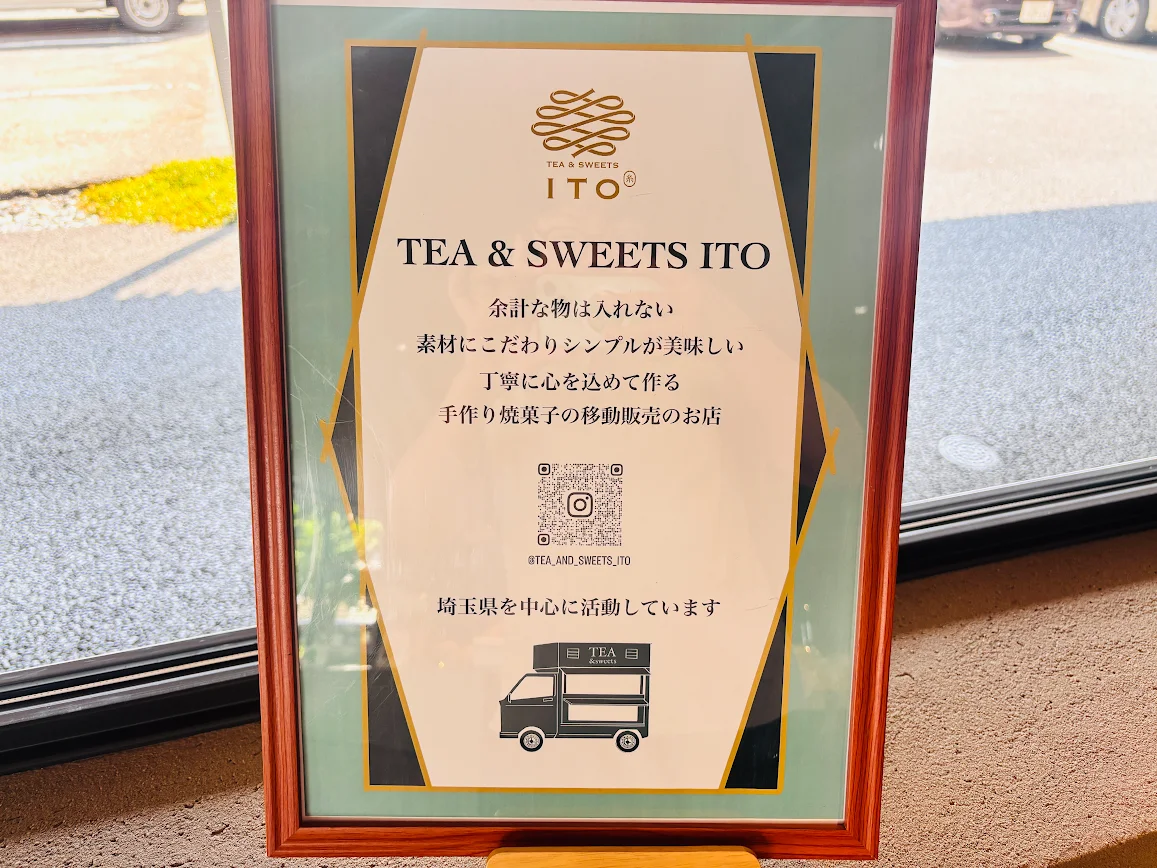 TEA & SWEETS
ITO 糸
TEA & SWEETS ITO
余計な物は入れない
素材にこだわりシンプルが美味しい
丁寧に心を込めて作る
手作り焼菓子の移動販売のお店
@TEA_AND_SWEETS_ITO
埼玉県を中心に活動しています
TEA
&sweets